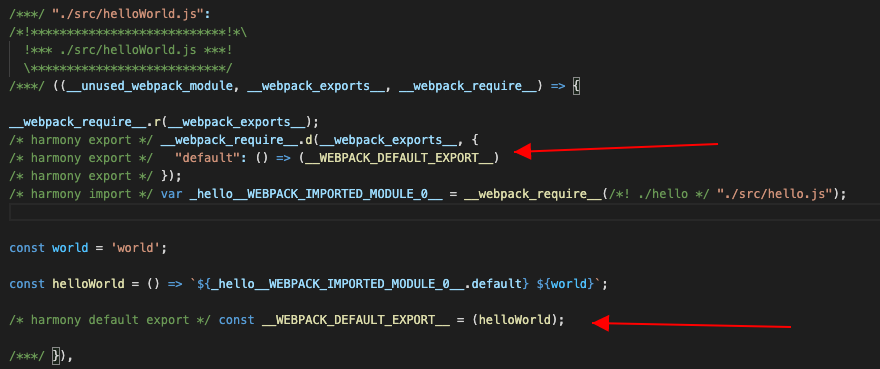 /***/ "./src/helloWorld.js":
/*!***************************!*\
  !*** ./src/helloWorld.js ***!
  \***************************/
/***/ ((__unused_webpack_module, __webpack_exports__, __webpack_require__) => {
__webpack_require__.r(__webpack_exports__);
/* harmony export */ __webpack_require__.d(__webpack_exports__, {
/* harmony export */   "default": () => (__WEBPACK_DEFAULT_EXPORT__)
/* harmony export */ });
/* harmony import */ var _hello__WEBPACK_IMPORTED_MODULE_0__ = __webpack_require__(/*! ./hello */ "./src/hello.js");
const world = 'world';
const helloWorld = () => `${_hello__WEBPACK_IMPORTED_MODULE_0__.default} ${world}`;
/* harmony default export */ const __WEBPACK_DEFAULT_EXPORT__ = (helloWorld);
/***/ }),